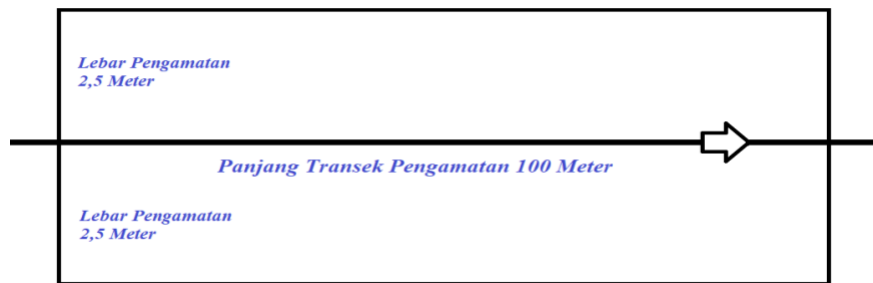 Lebar Pengamatan
2,5 Meter
Panjang Transek Pengamatan 100 Meter
Lebar Pengamatan
2,5 Meter